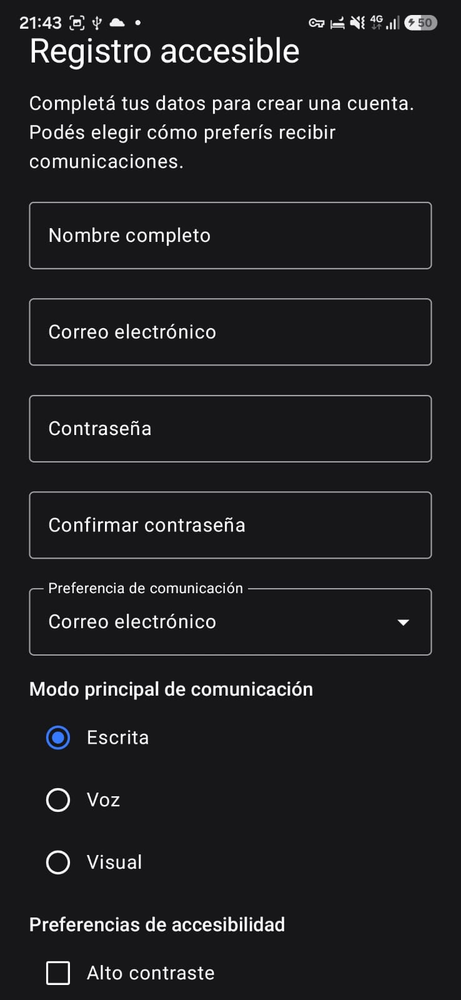 21:43
4G
50
Registro accesible
Completá tus datos para crear una cuenta.
Podés elegir cómo preferís recibir
comunicaciones.
Nombre completo
Correo electrónico
Contraseña
Confirmar contraseña
Preferencia de comunicación
Correo electrónico
Modo principal de comunicación
Escrita
Voz
Visual
Preferencias de accesibilidad
Alto contraste